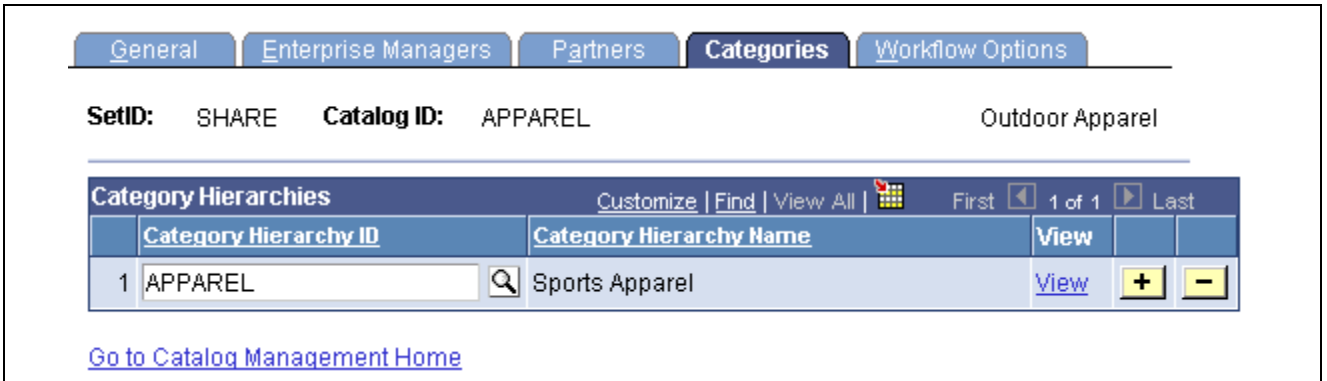 General Enterprise Managers Partners Categories Workflow Options
SetID: SHARE Catalog ID: APPAREL Outdoor Apparel
Category Hierarchies Customize | Find | View All | First 1 of 1 Last
Category Hierarchy ID Category Hierarchy Name View
1 APPAREL Sports Apparel View + −
Go to Catalog Management Home